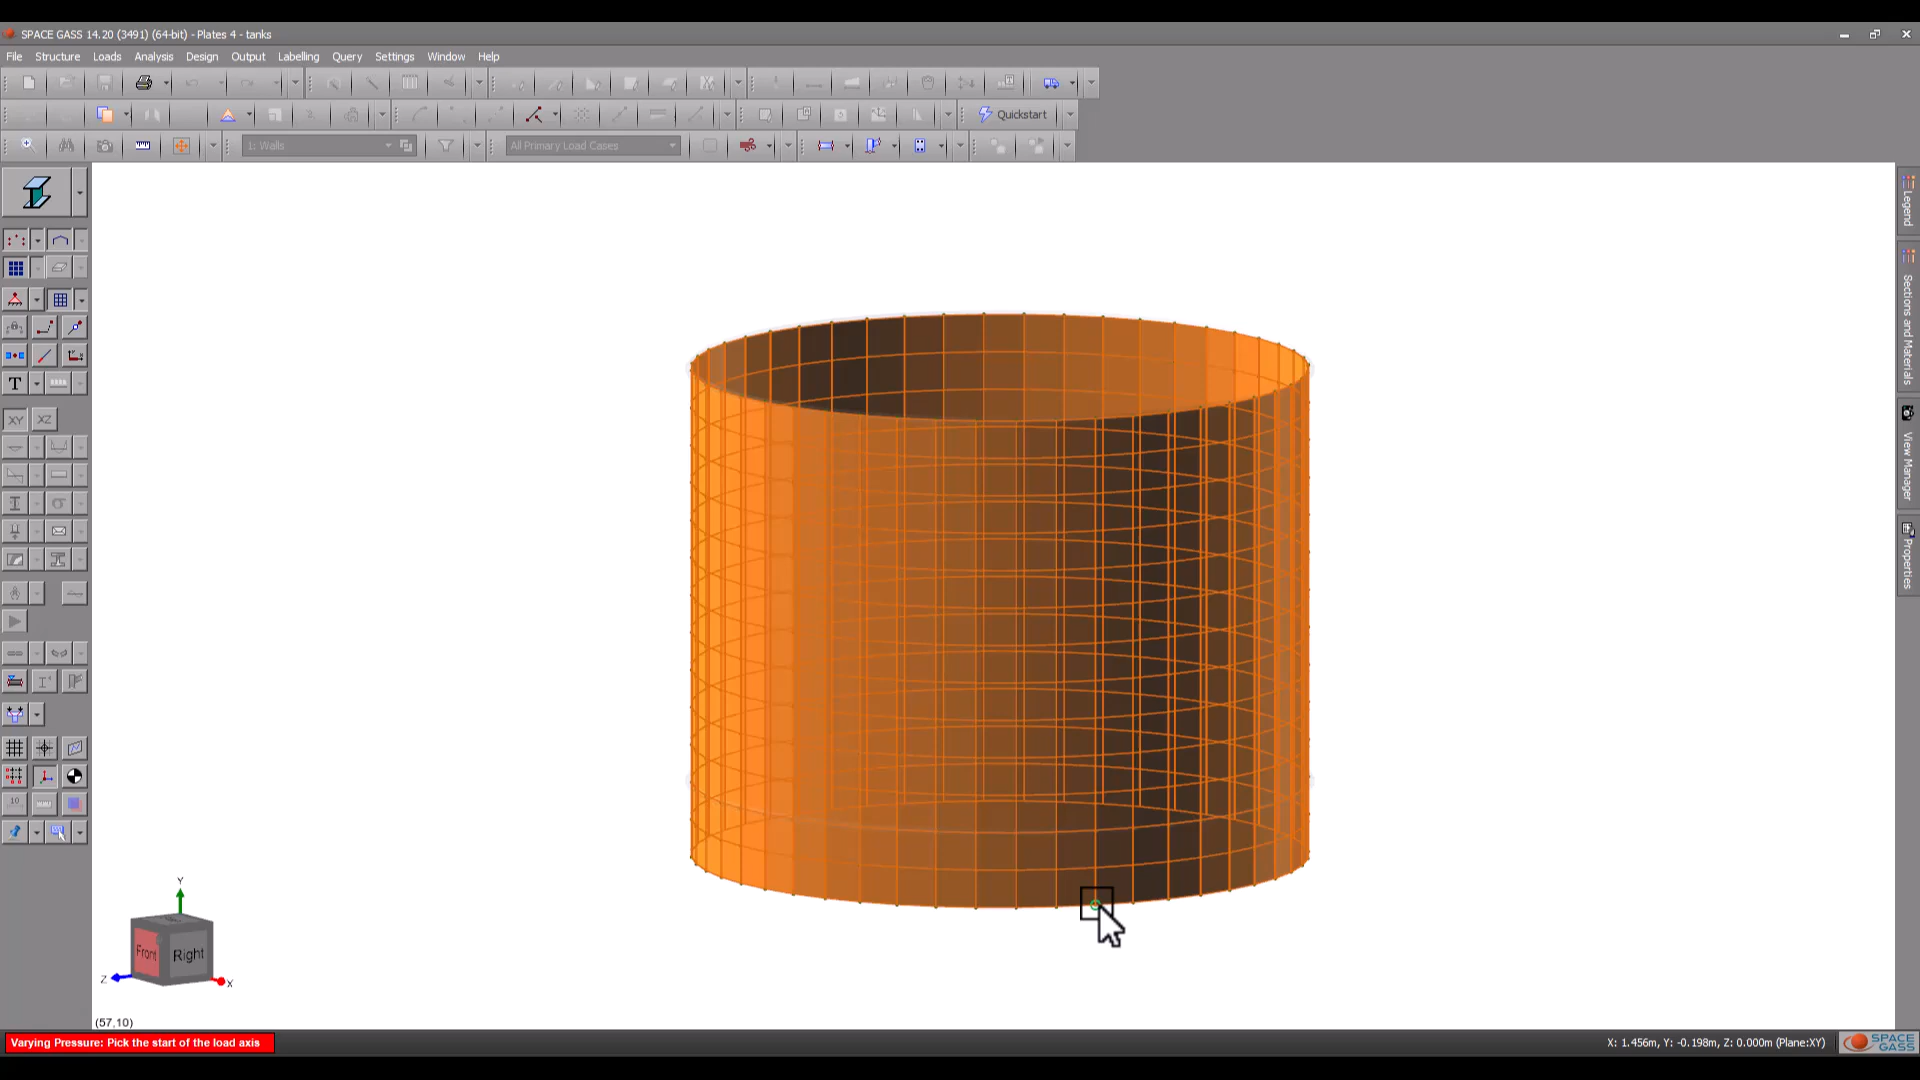 SPACE GASS 14.20 (3491) (64-bit) - Plates 4 - tanks
File Structure Loads Analysis Design Output Labelling Query Settings Window Help
Quickstart
1: Walls
All Primary Load Cases
T
XY XZ
10
Legend
Sections and Materials
View Manager
Properties
Y
Front Right
Z
X
(57,10)
Varying Pressure: Pick the start of the load axis
X: 1.456m, Y: -0.198m, Z: 0.000m (Plane:XY)
SPACE
GASS